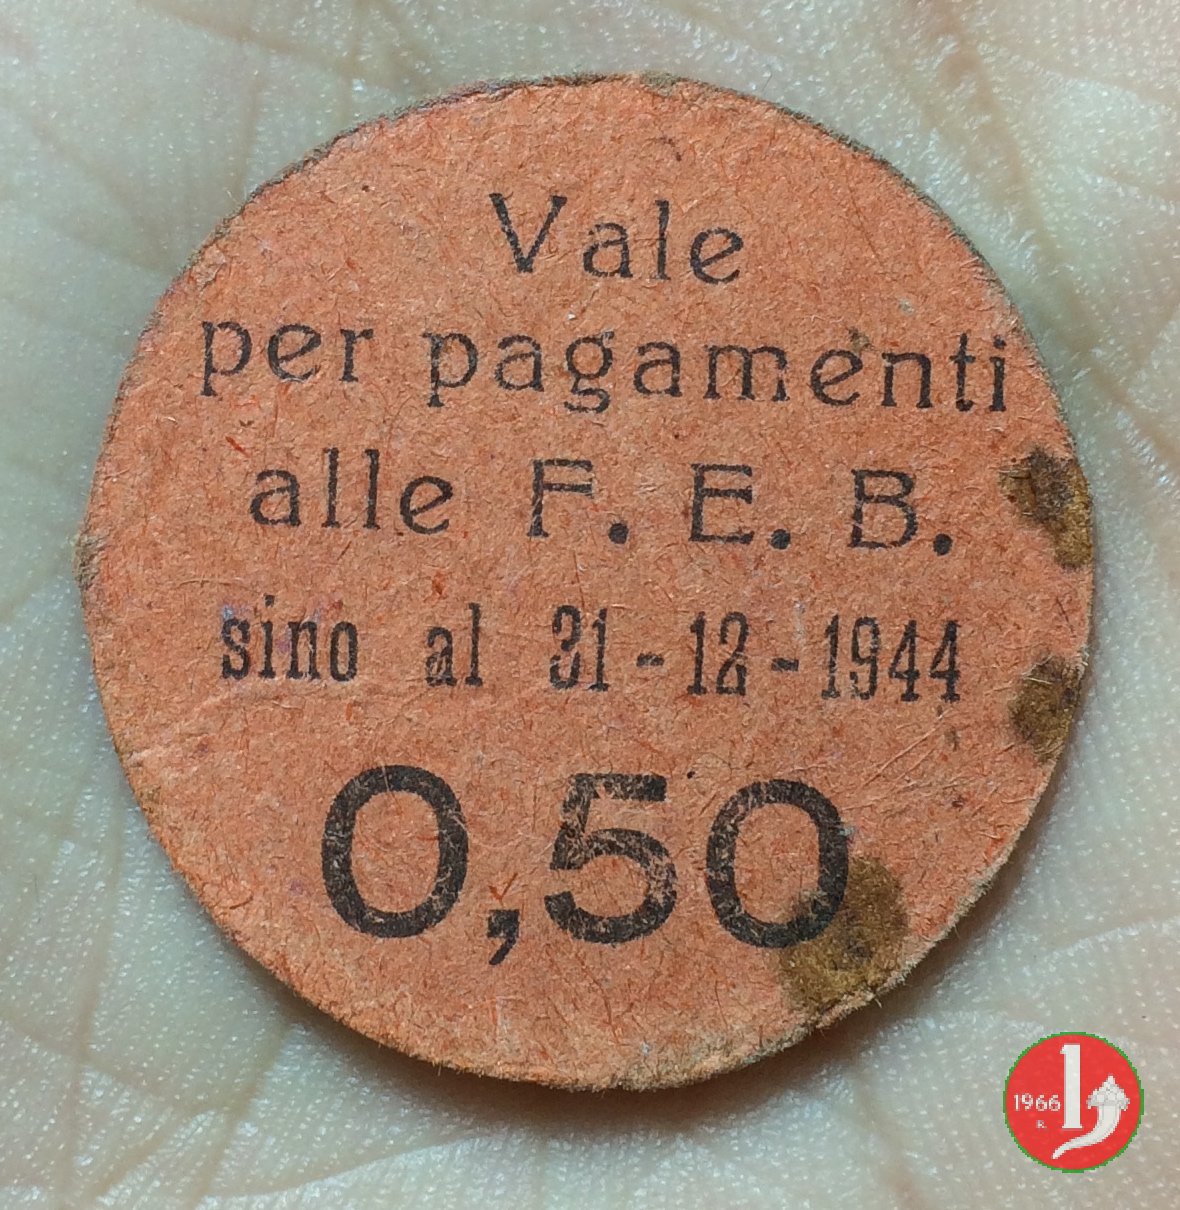 Vale
per pagamenti
alle F. E. B.
sino al 31-12-1944
0,50
1966
R.